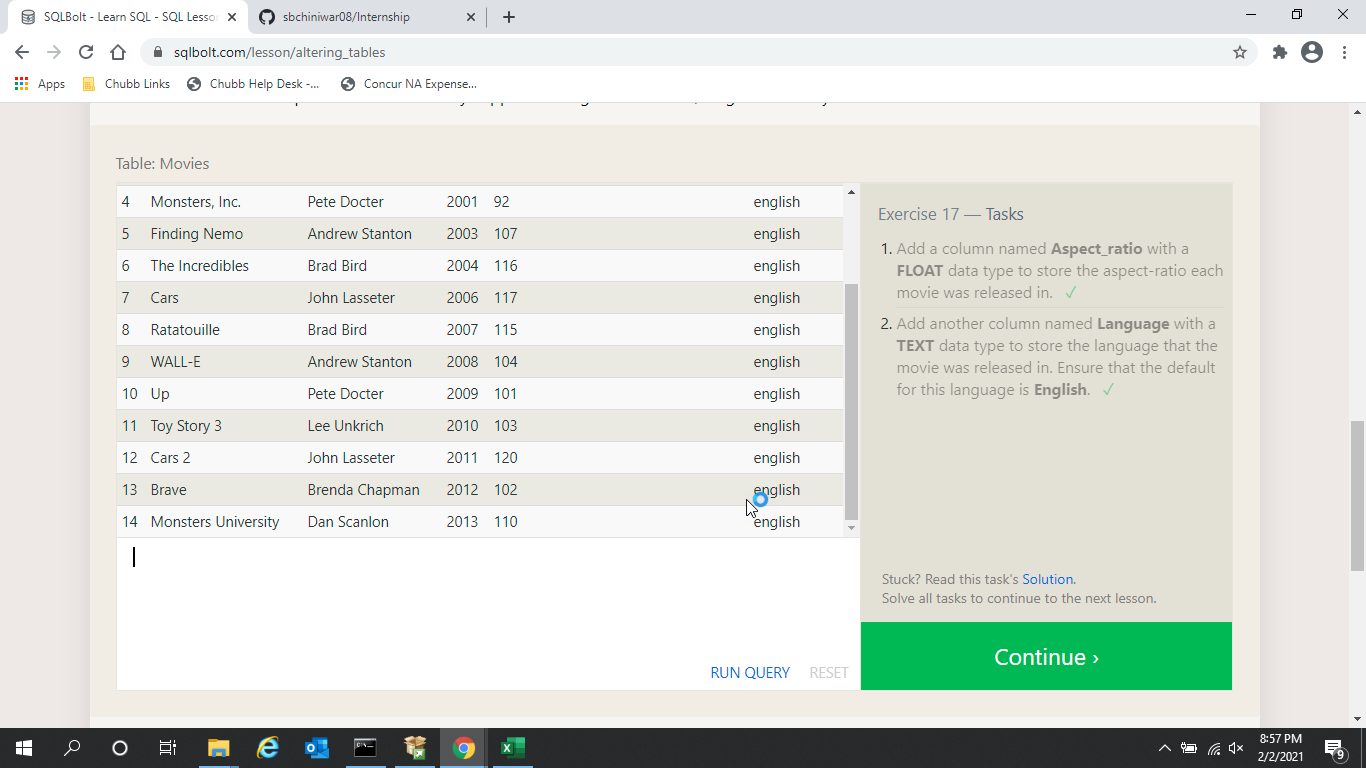 SQLBolt - Learn SQL - SQL Lesson
sbchiniwar08/Internship
sqlbolt.com/lesson/altering_tables
Apps
Chubb Links
Chubb Help Desk -...
Concur NA Expense...
Table: Movies
4 Monsters, Inc. Pete Docter 2001 92 english
5 Finding Nemo Andrew Stanton 2003 107 english
6 The Incredibles Brad Bird 2004 116 english
7 Cars John Lasseter 2006 117 english
8 Ratatouille Brad Bird 2007 115 english
9 WALL-E Andrew Stanton 2008 104 english
10 Up Pete Docter 2009 101 english
11 Toy Story 3 Lee Unkrich 2010 103 english
12 Cars 2 John Lasseter 2011 120 english
13 Brave Brenda Chapman 2012 102 english
14 Monsters University Dan Scanlon 2013 110 english
RUN QUERY RESET
Exercise 17 — Tasks
1. Add a column named Aspect_ratio with a
FLOAT data type to store the aspect-ratio each
movie was released in. ✓
2. Add another column named Language with a
TEXT data type to store the language that the
movie was released in. Ensure that the default
for this language is English. ✓
Stuck? Read this task's Solution.
Solve all tasks to continue to the next lesson.
Continue ›
8:57 PM
2/2/2021
9